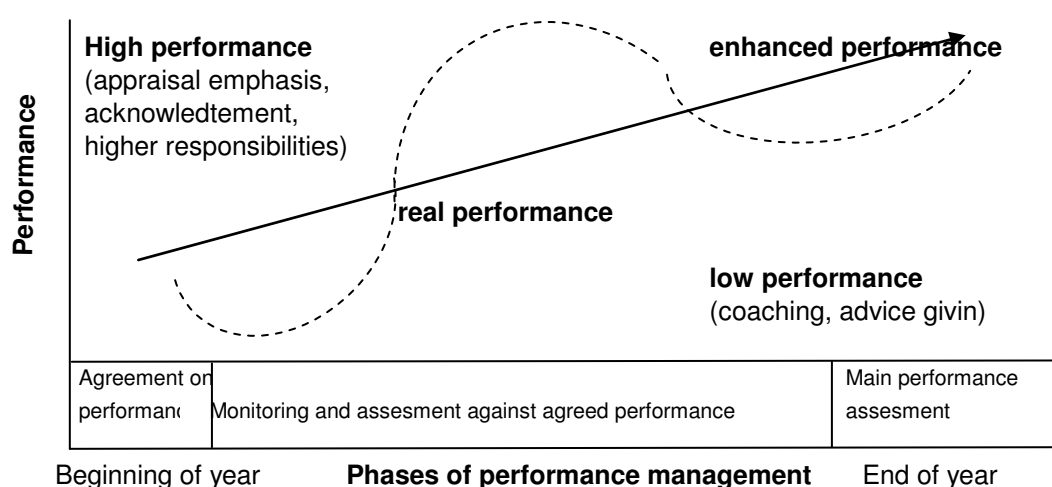 High performance
(appraisal emphasis,
acknowledtement,
higher responsibilities)
enhanced performance
Performance
real performance
low performance
(coaching, advice givin)
Agreement on
performanc
Monitoring and assesment against agreed performance
Main performance
assesment
Beginning of year
Phases of performance management
End of year